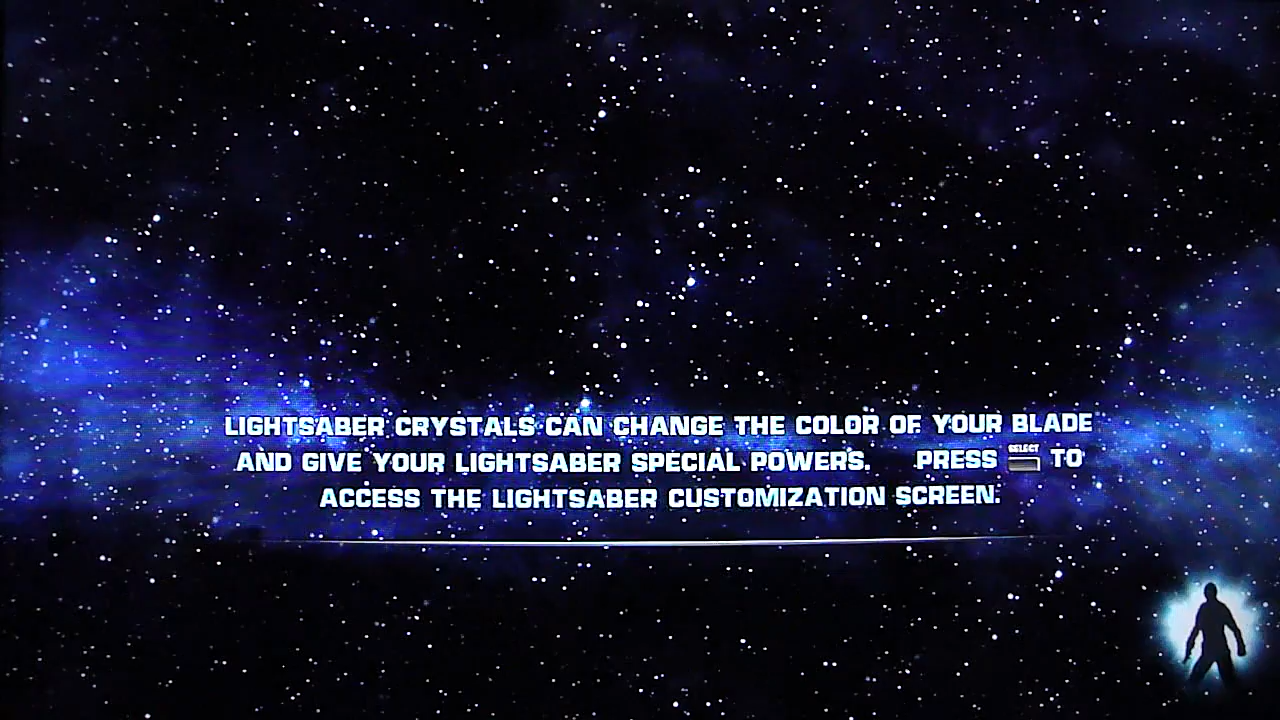 LIGHTSABER CRYSTALS CAN CHANGE THE COLOR OF YOUR BLADE
AND GIVE YOUR LIGHTSABER SPECIAL POWERS. PRESS SELECT TO
ACCESS THE LIGHTSABER CUSTOMIZATION SCREEN.